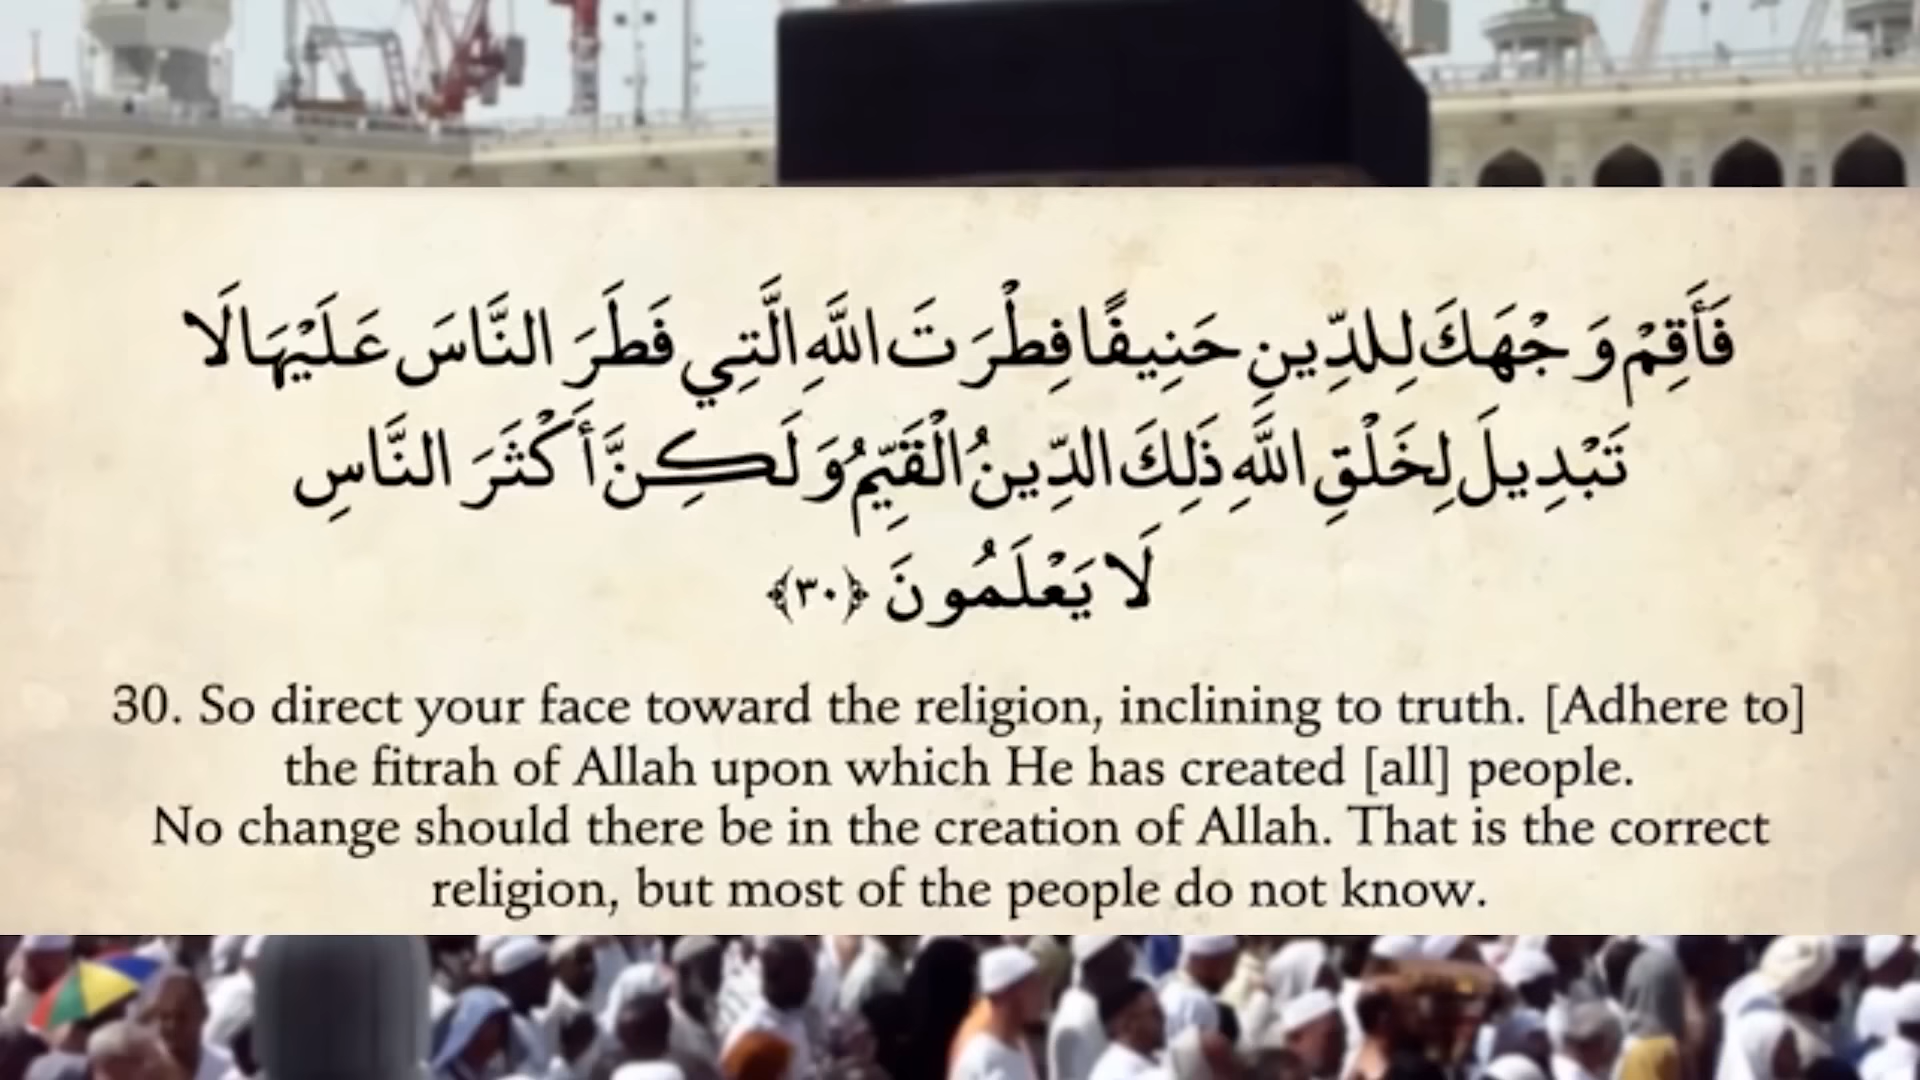 فَأَقِمْ وَجْهَكَ لِلدِّينِ حَنِيفًا فِطْرَتَ اللَّهِ الَّتِي فَطَرَ النَّاسَ عَلَيْهَا لَا
تَبْدِيلَ لِخَلْقِ اللَّهِ ذَلِكَ الدِّينُ الْقَيِّمُ وَلَكِنَّ أَكْثَرَ النَّاسِ
لَا يَعْلَمُونَ ﴿٣٠﴾
30. So direct your face toward the religion, inclining to truth. [Adhere to]
the fitrah of Allah upon which He has created [all] people.
No change should there be in the creation of Allah. That is the correct
religion, but most of the people do not know.